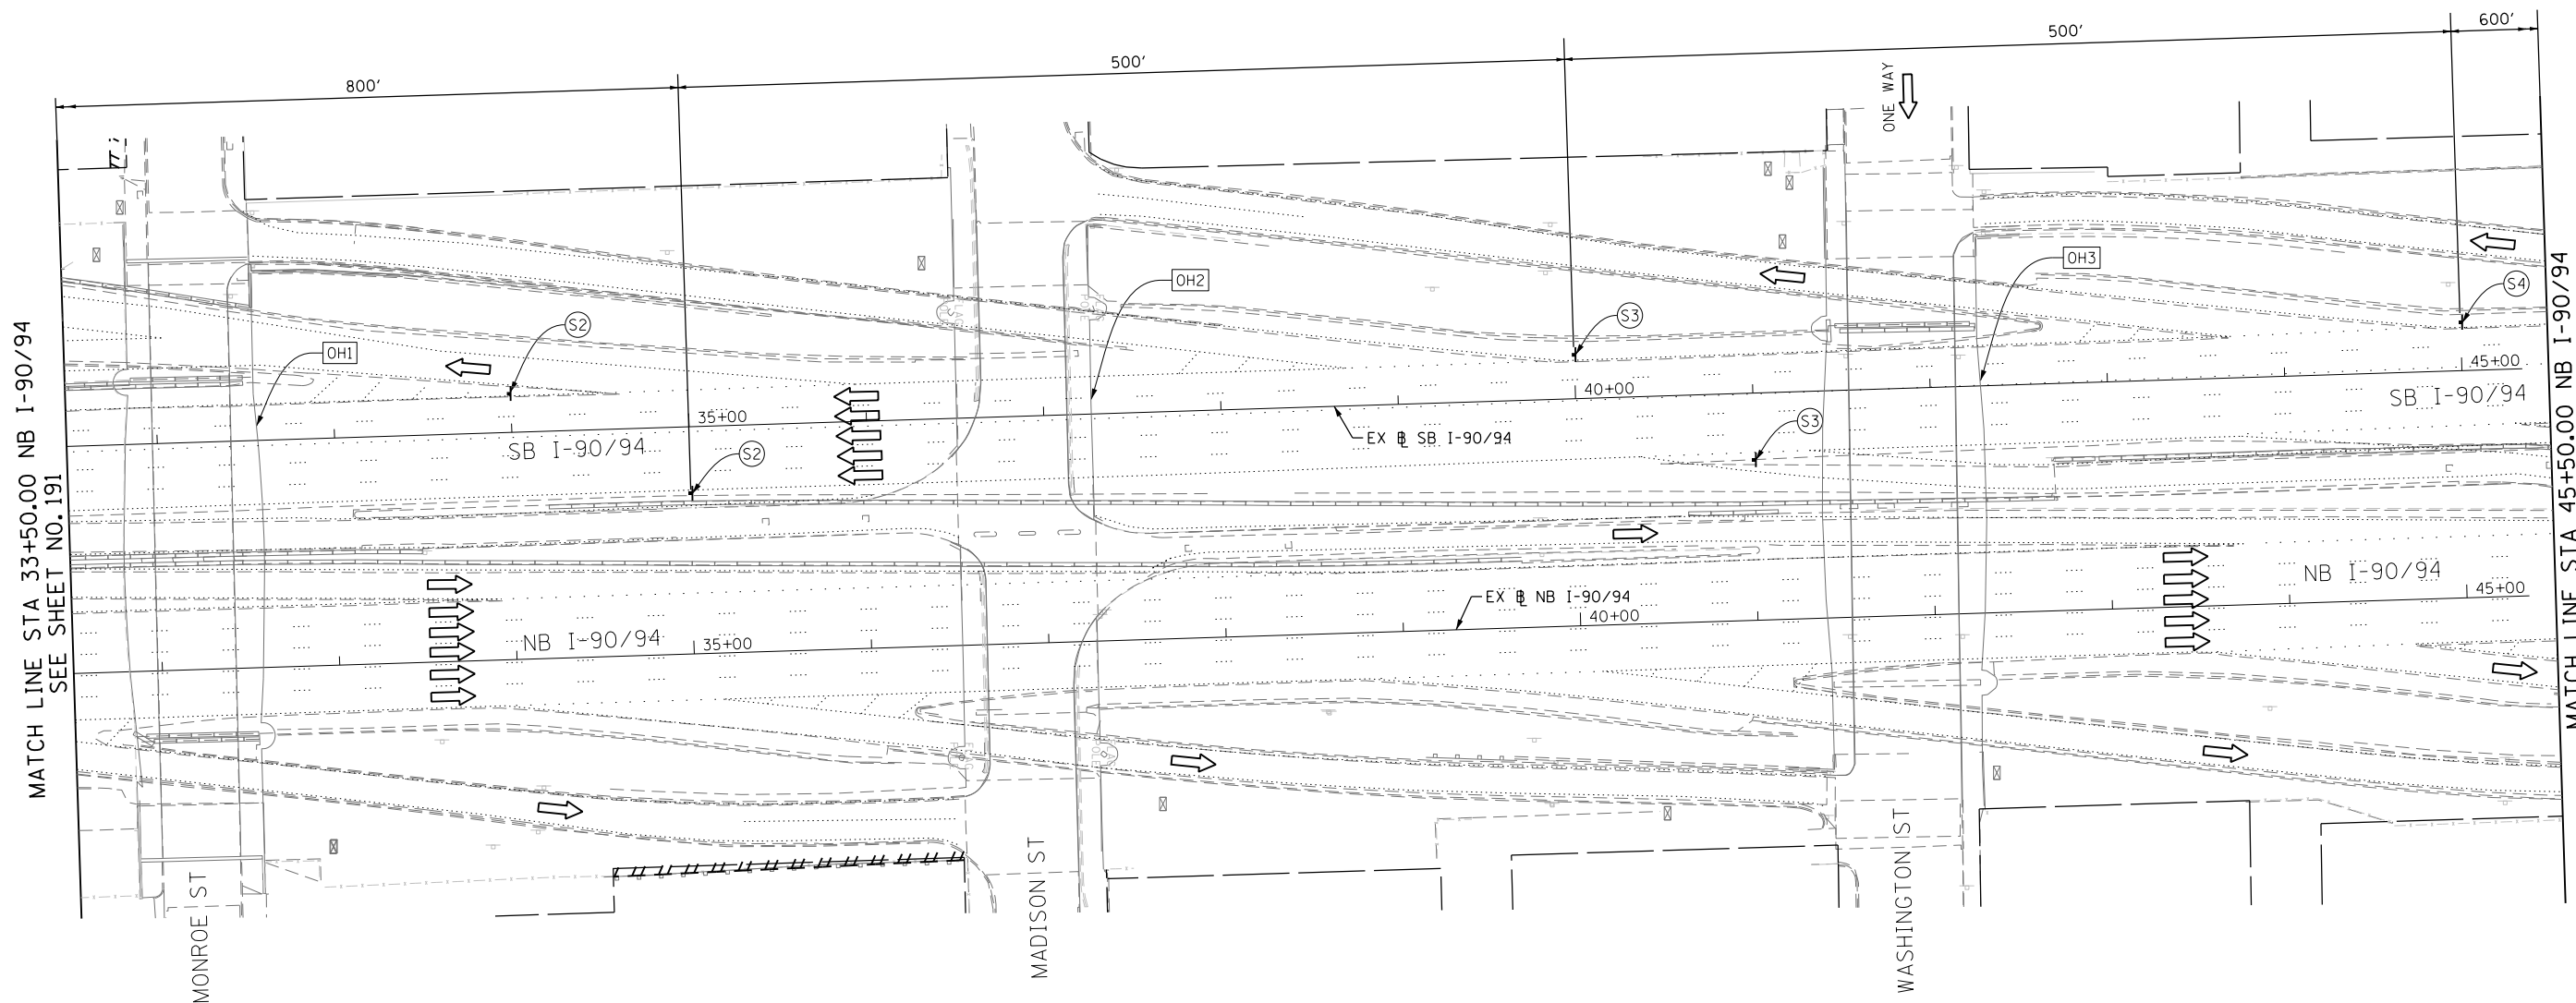 800'
500'
500'
600'
ONE WAY
OH1
S2
OH2
S3
OH3
S4
SB I-90/94
35+00
S2
EX BL SB I-90/94
40+00
S3
45+00
SB I-90/94
NB I-90/94
35+00
EX BL NB I-90/94
40+00
NB I-90/94
45+00
MATCH LINE STA 33+50.00 NB I-90/94
SEE SHEET NO.191
MATCH LINE STA 45+50.00 NB I-90/94
MONROE ST
MADISON ST
WASHINGTON ST